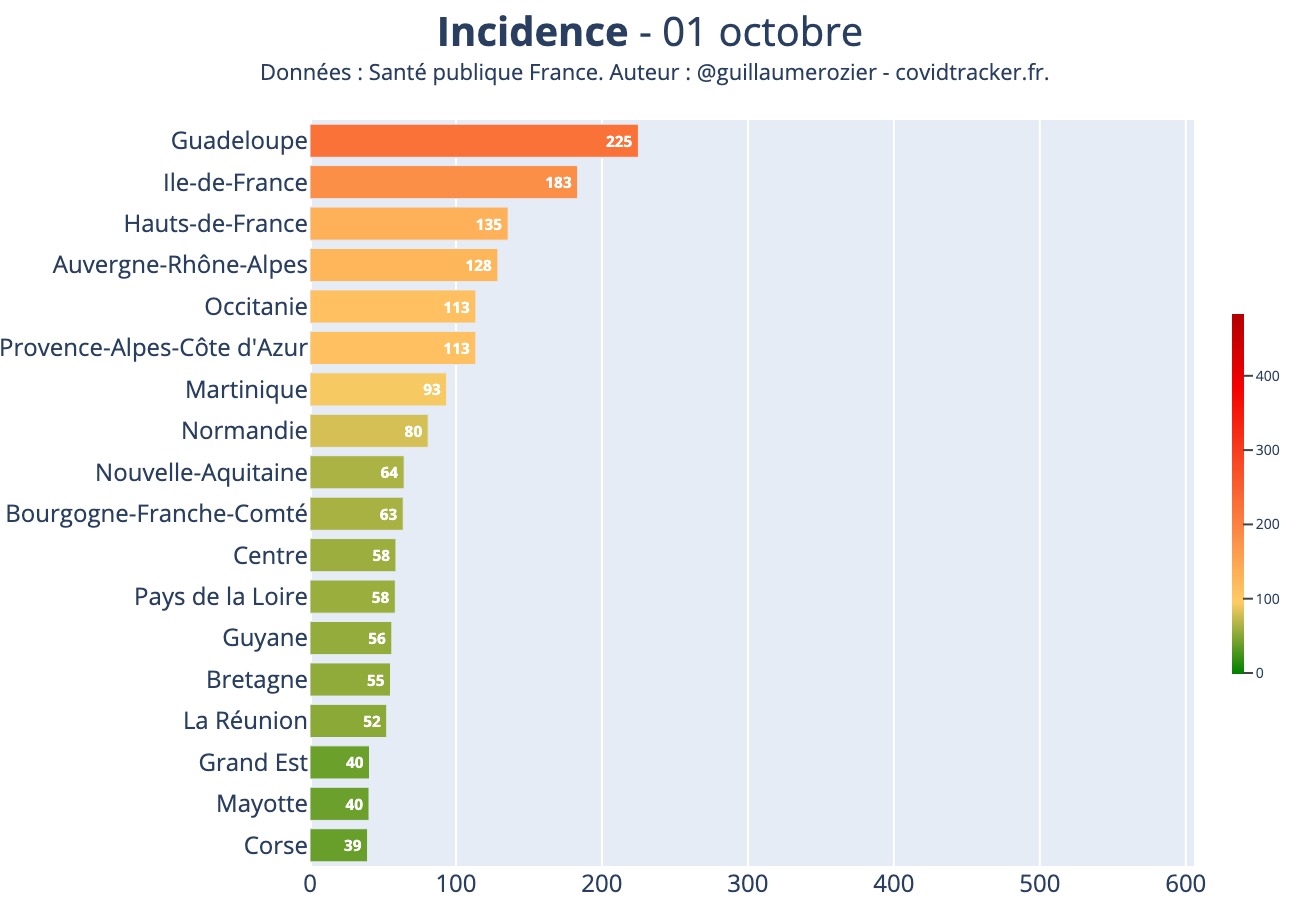 Incidence - 01 octobre
Données : Santé publique France. Auteur : @guillaumerozier - covidtracker.fr.
Guadeloupe 225
Ile-de-France 183
Hauts-de-France 135
Auvergne-Rhône-Alpes 128
Occitanie 113
Provence-Alpes-Côte d'Azur 113
Martinique 93
Normandie 80
Nouvelle-Aquitaine 64
Bourgogne-Franche-Comté 63
Centre 58
Pays de la Loire 58
Guyane 56
Bretagne 55
La Réunion 52
Grand Est 40
Mayotte 40
Corse 39
0 100 200 300 400 500 600
400
300
200
100
0